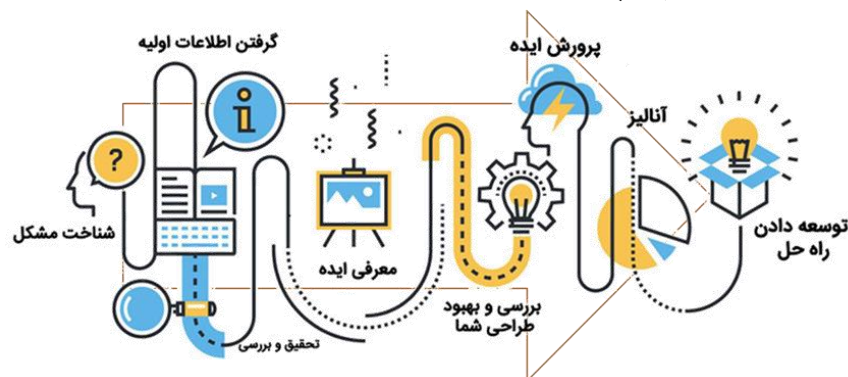 شناخت مشکل
گرفتن اطلاعات اولیه
تحقیق و بررسی
معرفی ایده
بررسی و بهبود
طراحی شما
پرورش ایده
آنالیز
توسعه دادن
راه حل